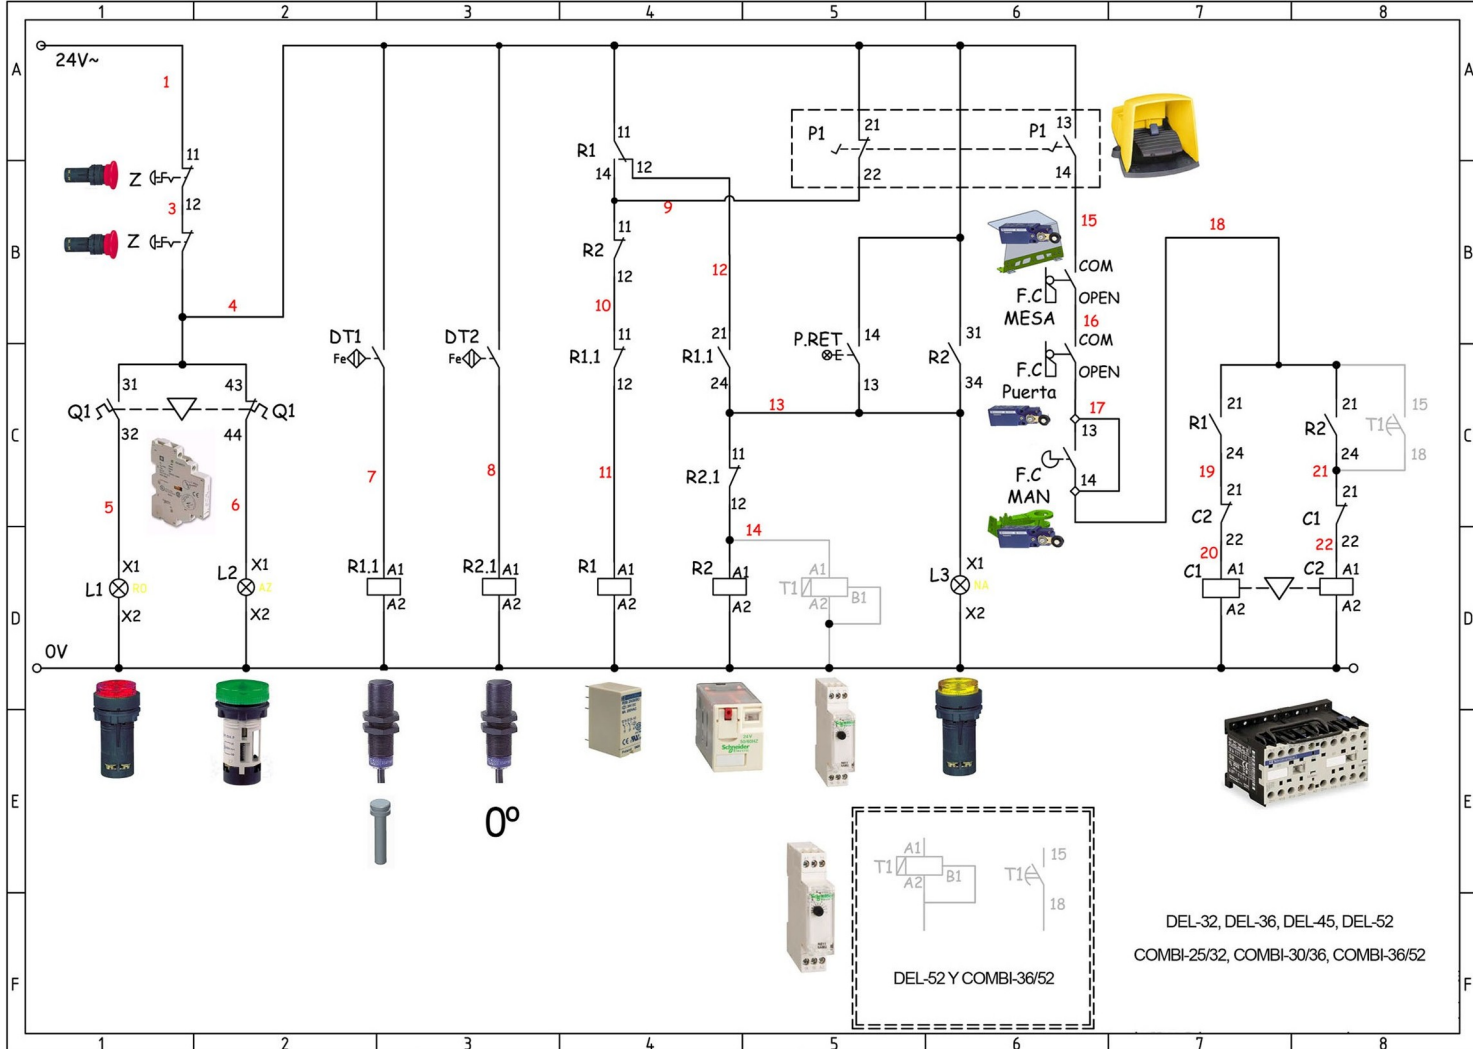 1 2 3 4 5 6 7 8
A A
24V~
1
11
Z
3 12
Z
4
P1 21
22
P1 13
14
R1 11
14 12
9
15
18
B B
R2 11
12
10
12
COM
F.C OPEN
MESA
16
COM
F.C OPEN
Puerta
17
13
F.C 14
MAN
DT1
Fe
DT2
Fe
R1.1 11
12
R1.1 21
24
P.RET 14
13
R2 31
34
13
C C
Q1 31
32
43 Q1
44
5
6
7
8
11
R2.1 11
12
14
R1 21
24
19
C2 21
22
20
R2 21
24
21
C1 21
22
22
T1 15
18
D D
L1 X1
RD
X2
L2 X1
AZ
X2
R1.1 A1
A2
R2.1 A1
A2
R1 A1
A2
R2 A1
A2
T1 A1
A2 B1
L3 X1
NA
X2
C1 A1
A2
C2 A1
A2
0V
Schneider
E E
0º
T1 A1
A2 B1
T1 15
18
DEL-52 Y COMBI-36/52
DEL-32, DEL-36, DEL-45, DEL-52
COMBI-25/32, COMBI-30/36, COMBI-36/52
F F
1 2 3 4 5 6 7 8